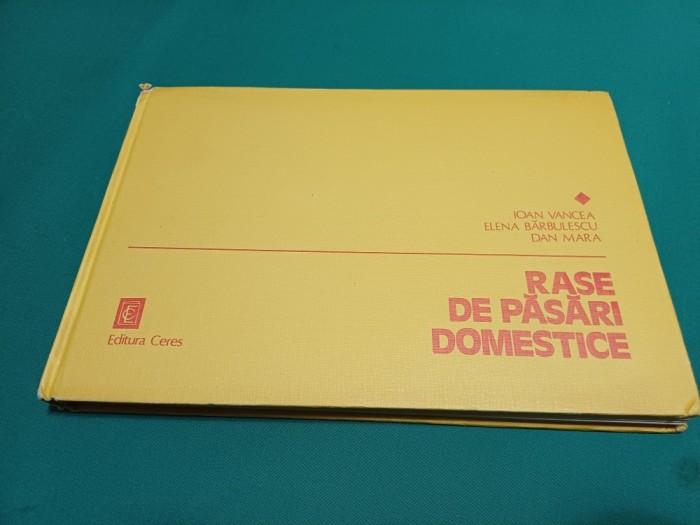 IOAN VANCEA
ELENA BĂRBULESCU
DAN MARA
RASE
DE PĂSĂRI
DOMESTICE
Editura Ceres